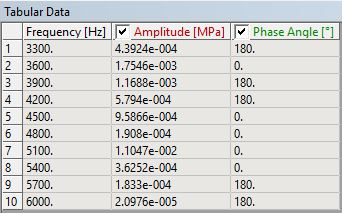 Tabular Data
Frequency [Hz] Amplitude [MPa] Phase Angle [°]
1 3300. 4.3924e-004 180.
2 3600. 1.7546e-003 0.
3 3900. 1.1688e-003 180.
4 4200. 5.794e-004 180.
5 4500. 9.5866e-004 0.
6 4800. 1.908e-004 0.
7 5100. 1.1047e-002 0.
8 5400. 3.6252e-004 0.
9 5700. 1.833e-004 180.
10 6000. 2.0976e-005 180.